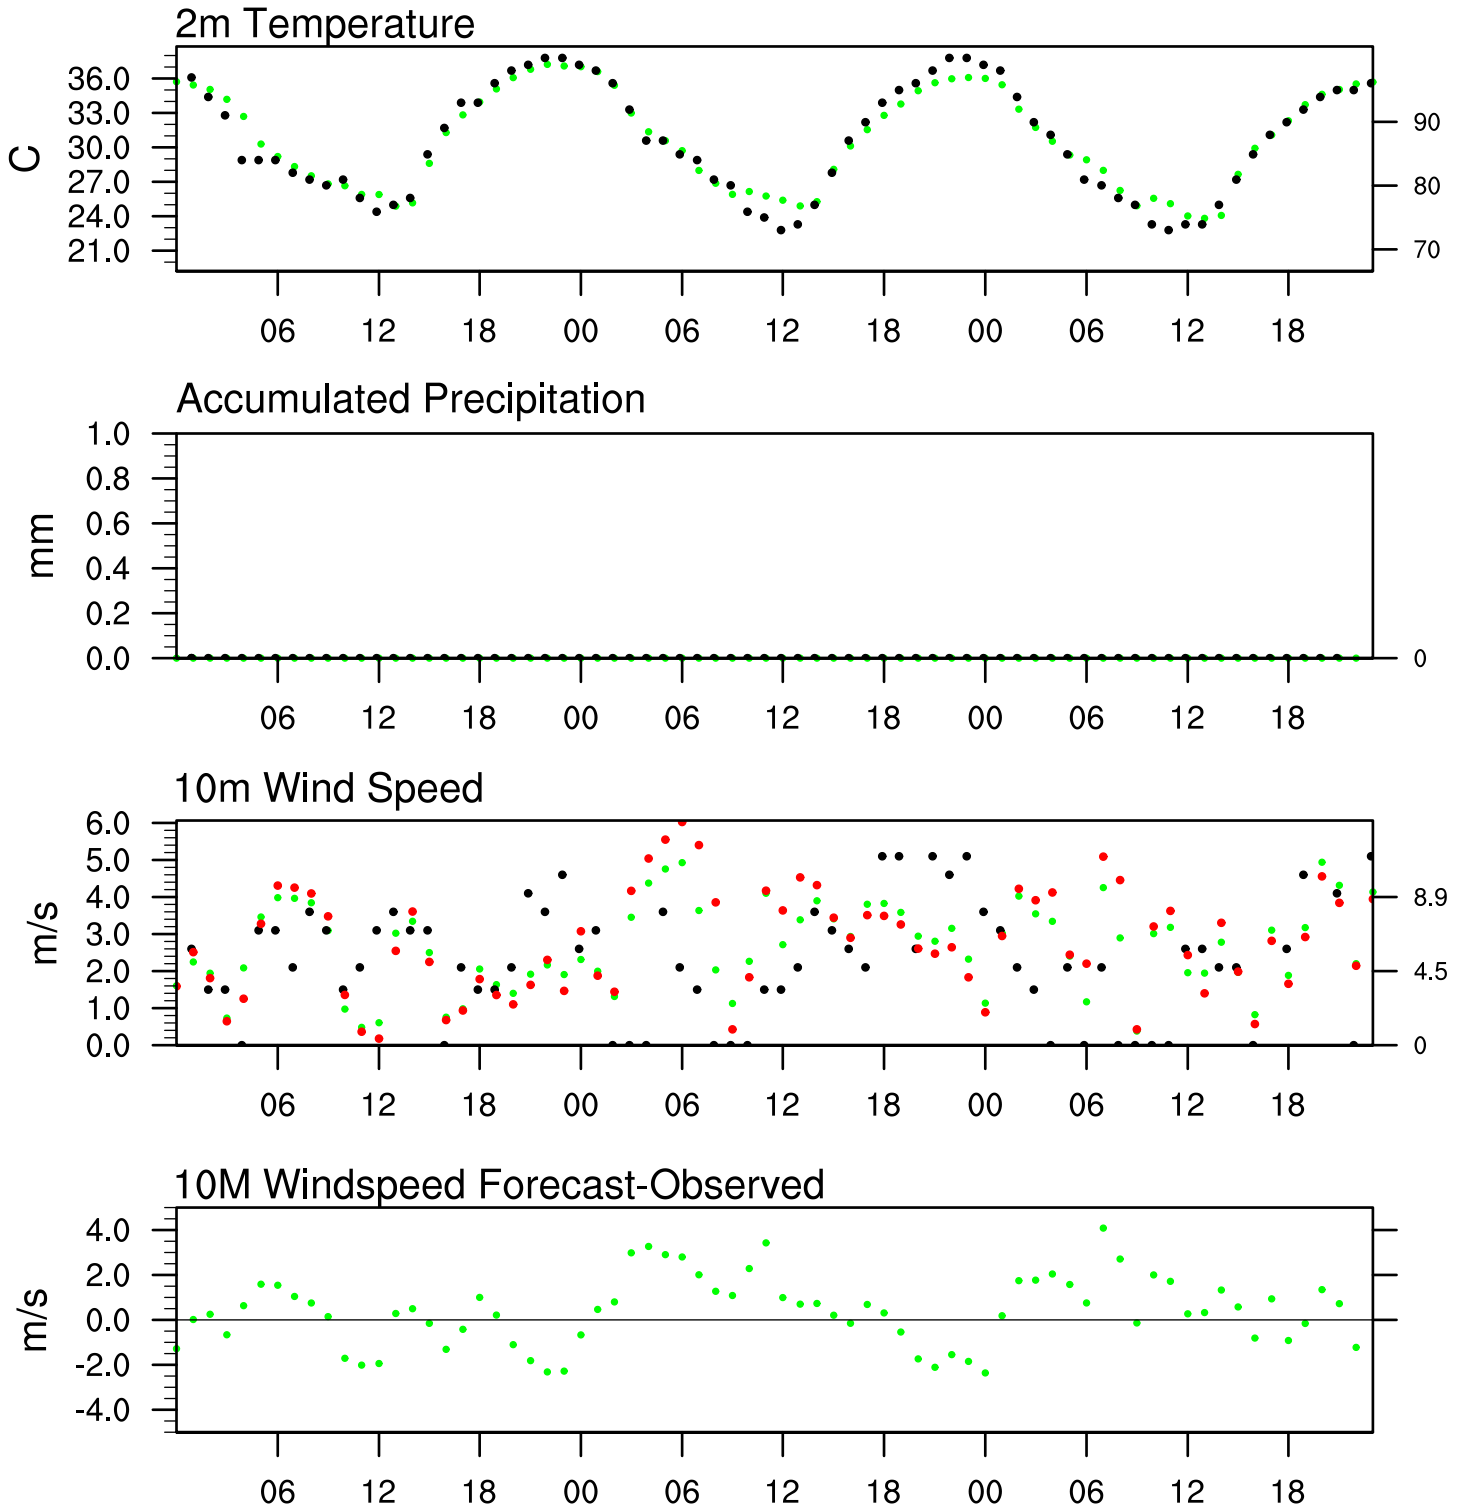 2m Temperature
36.0
33.0
30.0
27.0
24.0
21.0
C
90
80
70
06 12 18 00 06 12 18 00 06 12 18
Accumulated Precipitation
1.0
0.8
0.6
0.4
0.2
0.0
mm
0
06 12 18 00 06 12 18 00 06 12 18
10m Wind Speed
6.0
5.0
4.0
3.0
2.0
1.0
0.0
m/s
8.9
4.5
0
06 12 18 00 06 12 18 00 06 12 18
10M Windspeed Forecast-Observed
4.0
2.0
0.0
-2.0
-4.0
m/s
06 12 18 00 06 12 18 00 06 12 18